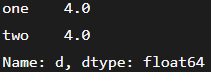 one    4.0
two    4.0
Name: d, dtype: float64